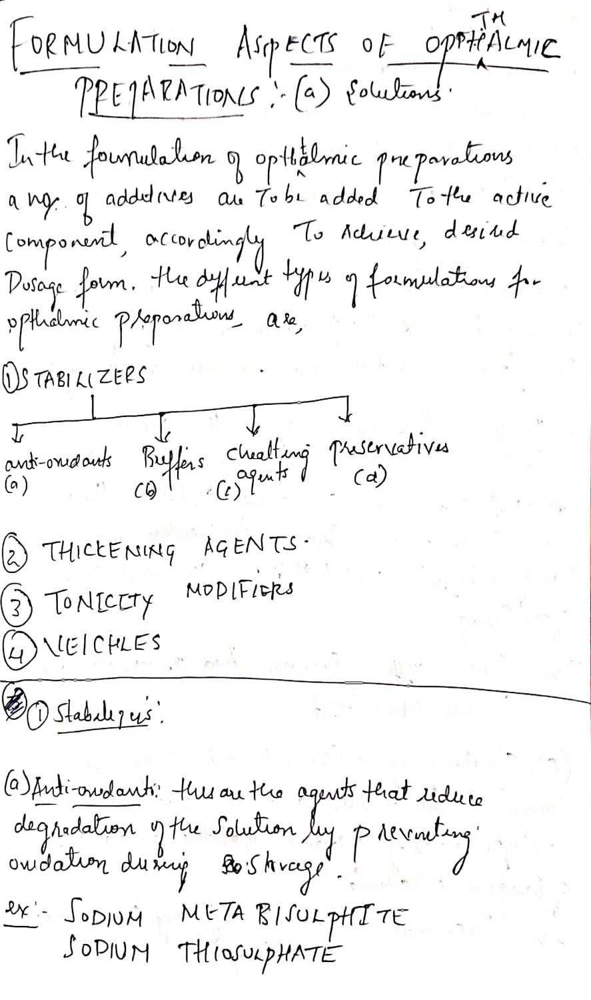 FORMULATION ASPECTS OF OPPTHALMIC
PREPARATIONS :- (a) Solutions.
In the formulation of opthtalmic preparations
a no. of additives are To be added To the active
Component, accordingly To Achieve, desired
Dosage form. the different types of formulations for
opthalmic preparations are,
① STABILIZERS
anti-oxidants Buffers chealting agents preservatives
(a) (b) (c) (d)
② THICKENING AGENTS.
③ TONICITY MODIFIERS
④ VEICHLES
① Stabilizers:
(a) Anti-oxidants: these are the agents that reduce
degradation of the Solution by preventing
oxidation during storage.
ex:- SODIUM METABISULPHITE
SODIUM THIOSULPHATE